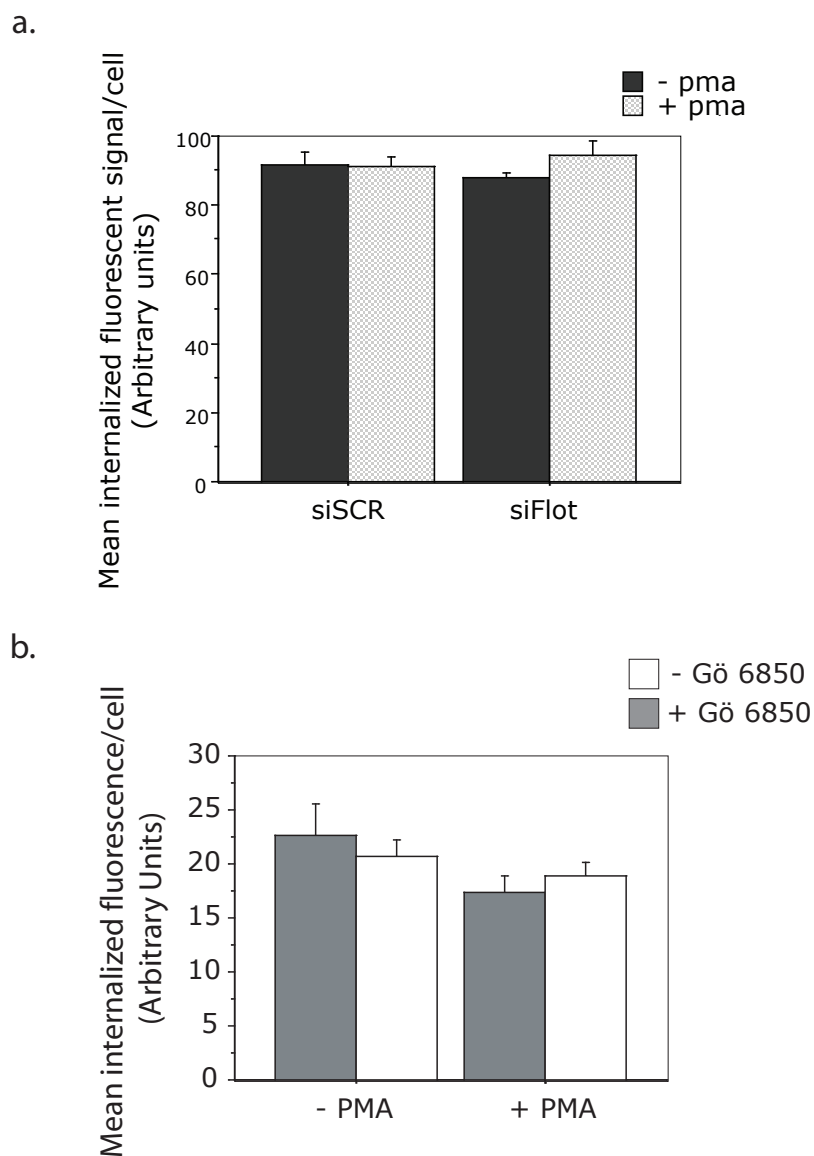 a.
Mean internalized fluorescent signal/cell
(Arbitrary units)
- pma
+ pma
100
80
60
40
20
0
siSCR siFlot
b.
Mean internalized fluorescence/cell
(Arbitrary Units)
- Gö 6850
+ Gö 6850
30
25
20
15
10
5
0
- PMA + PMA